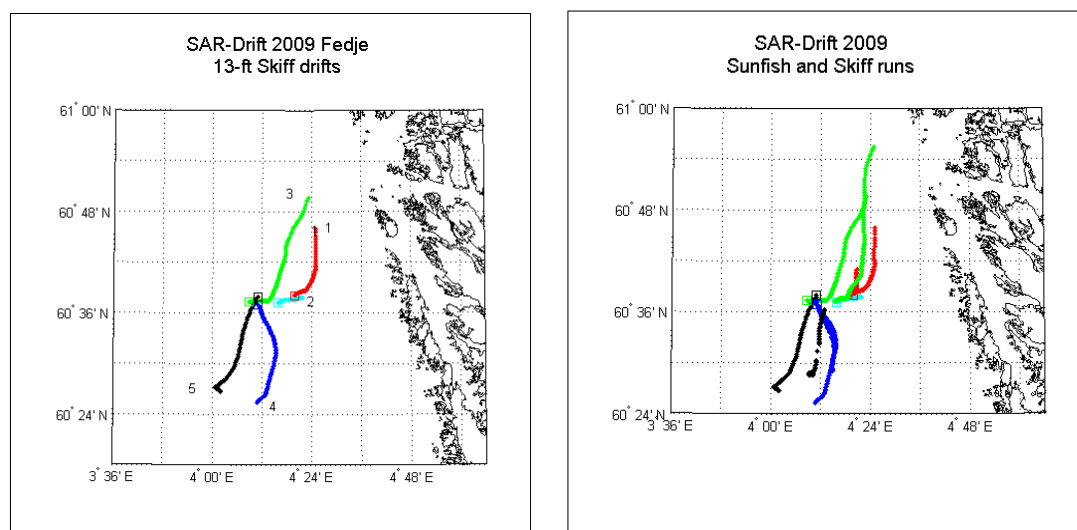 SAR-Drift 2009 Fedje
13-ft Skiff drifts
61° 00' N
60° 48' N
60° 36' N
60° 24' N
3° 36' E
4° 00' E
4° 24' E
4° 48' E
3
1
2
5
4
SAR-Drift 2009
Sunfish and Skiff runs
61° 00' N
60° 48' N
60° 36' N
60° 24' N
3° 36' E
4° 00' E
4° 24' E
4° 48' E